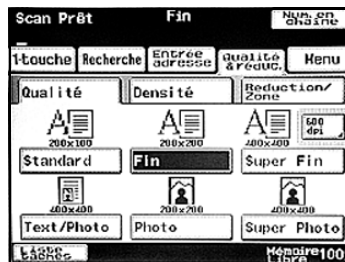 Scan Prêt Fin Num. en chaîne
1-touche Recherche Entrée adresse Qualité &réduc. Menu
Qualité Densité Réduction/ Zone
200x100 200x200 400x400 600 dpi
Standard Fin Super Fin
400x400 200x200 400x400
Text/Photo Photo Super Photo
Liste tâches Mémoire Libre 100